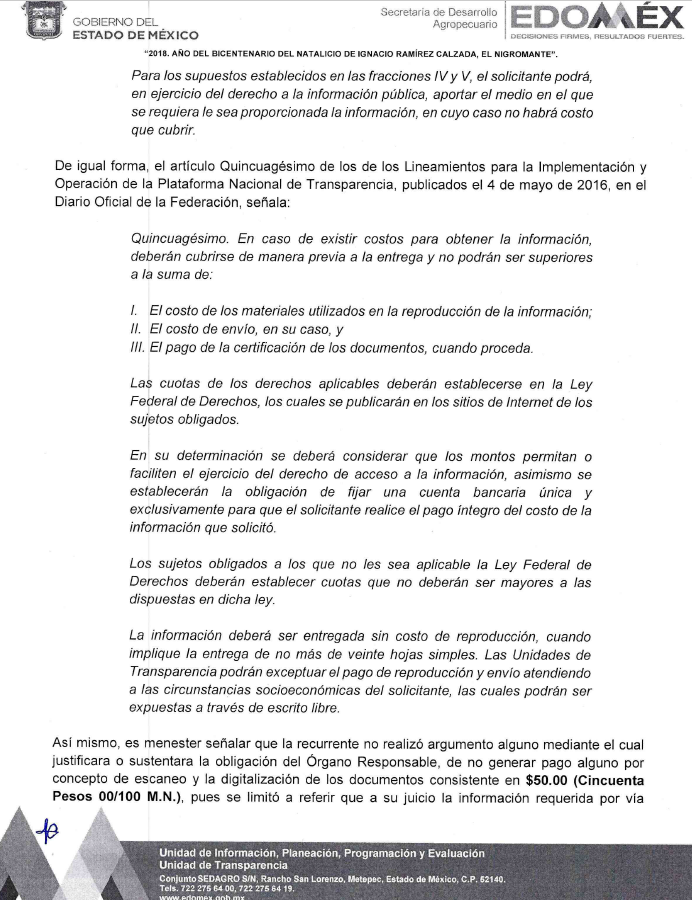 GOBIERNO DEL
ESTADO DE MÉXICO
Secretaría de Desarrollo
Agropecuario
EDOMÉX
DECISIONES FIRMES, RESULTADOS FUERTES.
"2018. AÑO DEL BICENTENARIO DEL NATALICIO DE IGNACIO RAMÍREZ CALZADA, EL NIGROMANTE".
Para los supuestos establecidos en las fracciones IV y V, el solicitante podrá,
en ejercicio del derecho a la información pública, aportar el medio en el que
se requiera le sea proporcionada la información, en cuyo caso no habrá costo
que cubrir.
De igual forma, el artículo Quincuagésimo de los de los Lineamientos para la Implementación y
Operación de la Plataforma Nacional de Transparencia, publicados el 4 de mayo de 2016, en el
Diario Oficial de la Federación, señala:
Quincuagésimo. En caso de existir costos para obtener la información,
deberán cubrirse de manera previa a la entrega y no podrán ser superiores
a la suma de:
I. El costo de los materiales utilizados en la reproducción de la información;
II. El costo de envío, en su caso, y
III. El pago de la certificación de los documentos, cuando proceda.
Las cuotas de los derechos aplicables deberán establecerse en la Ley
Federal de Derechos, los cuales se publicarán en los sitios de Internet de los
sujetos obligados.
En su determinación se deberá considerar que los montos permitan o
faciliten el ejercicio del derecho de acceso a la información, asimismo se
establecerán la obligación de fijar una cuenta bancaria única y
exclusivamente para que el solicitante realice el pago íntegro del costo de la
información que solicitó.
Los sujetos obligados a los que no les sea aplicable la Ley Federal de
Derechos deberán establecer cuotas que no deberán ser mayores a las
dispuestas en dicha ley.
La información deberá ser entregada sin costo de reproducción, cuando
implique la entrega de no más de veinte hojas simples. Las Unidades de
Transparencia podrán exceptuar el pago de reproducción y envío atendiendo
a las circunstancias socioeconómicas del solicitante, las cuales podrán ser
expuestas a través de escrito libre.
Así mismo, es menester señalar que la recurrente no realizó argumento alguno mediante el cual
justificara o sustentara la obligación del Órgano Responsable, de no generar pago alguno por
concepto de escaneo y la digitalización de los documentos consistente en $50.00 (Cincuenta
Pesos 00/100 M.N.), pues se limitó a referir que a su juicio la información requerida por vía
Unidad de Información, Planeación, Programación y Evaluación
Unidad de Transparencia
Conjunto SEDAGRO S/N, Rancho San Lorenzo, Metepec, Estado de México, C.P. 52140.
Tels. 722 275 64 00, 722 275 64 19.
www.edomex.gob.mx